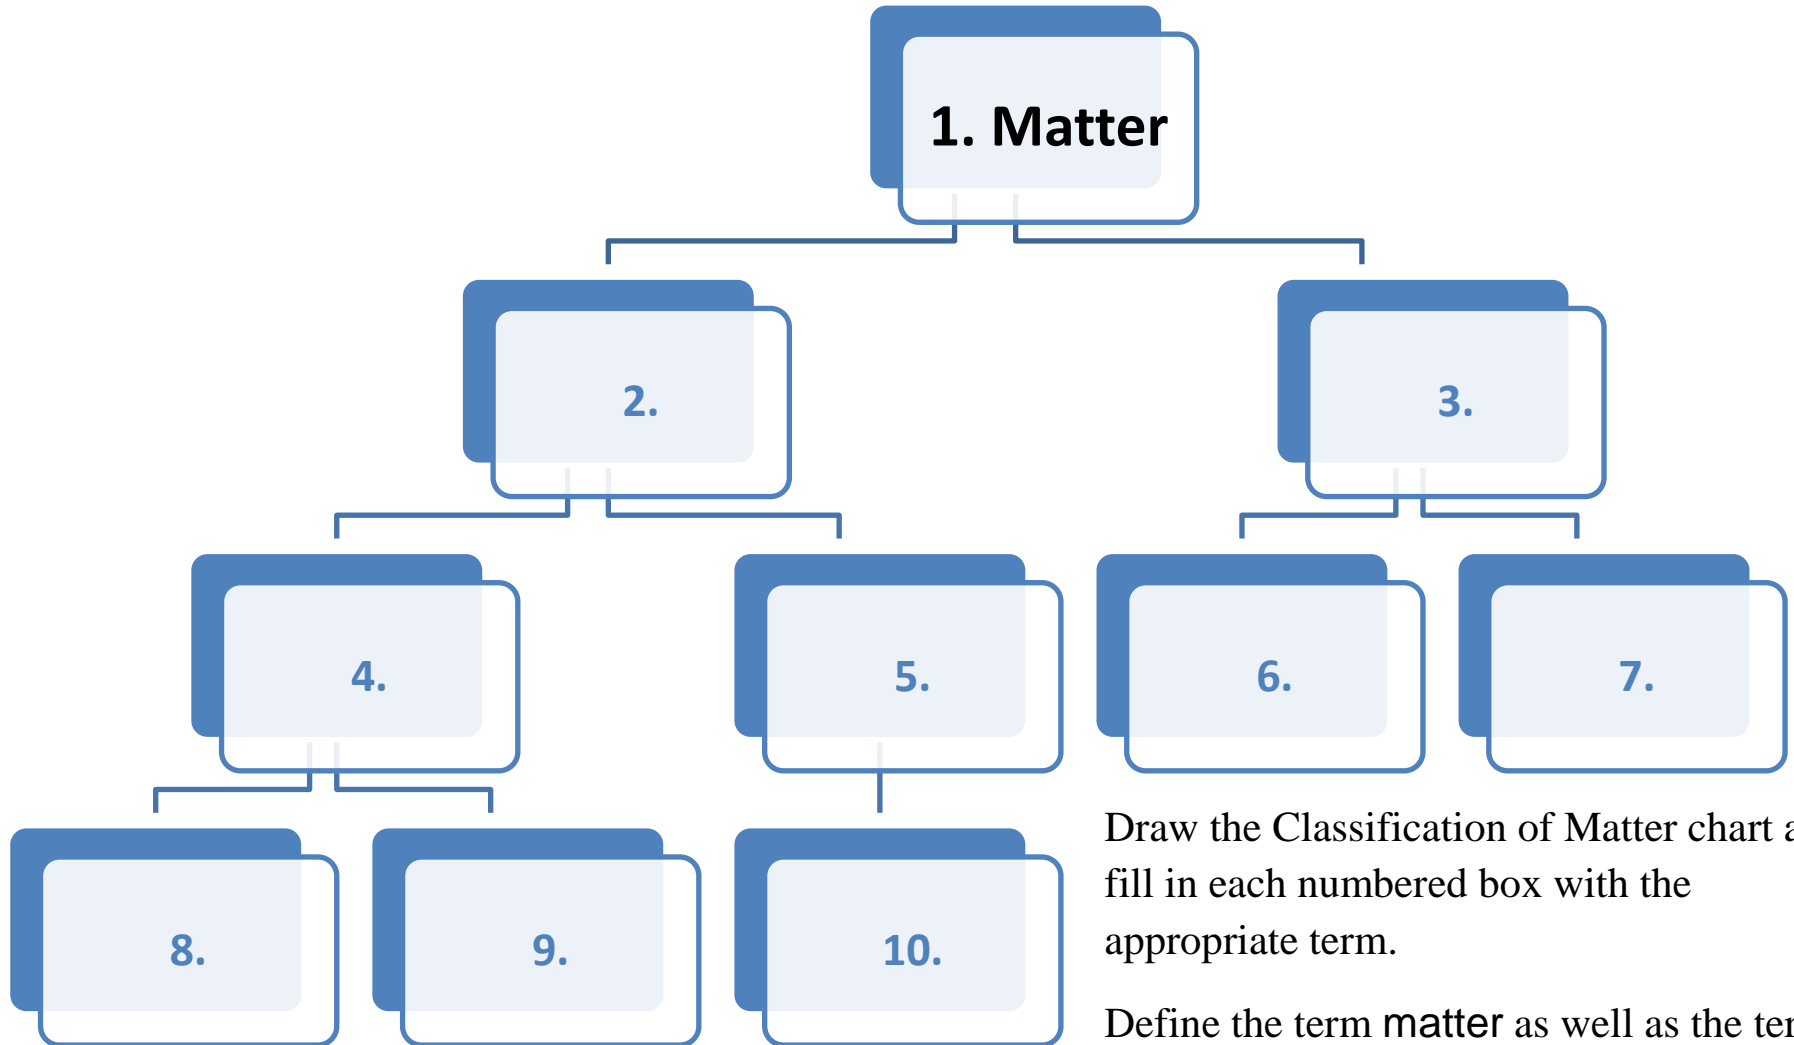 1. Matter
2.
3.
4.
5.
6.
7.
8.
9.
10.
Draw the Classification of Matter chart
fill in each numbered box with the
appropriate term.
Define the term matter as well as the